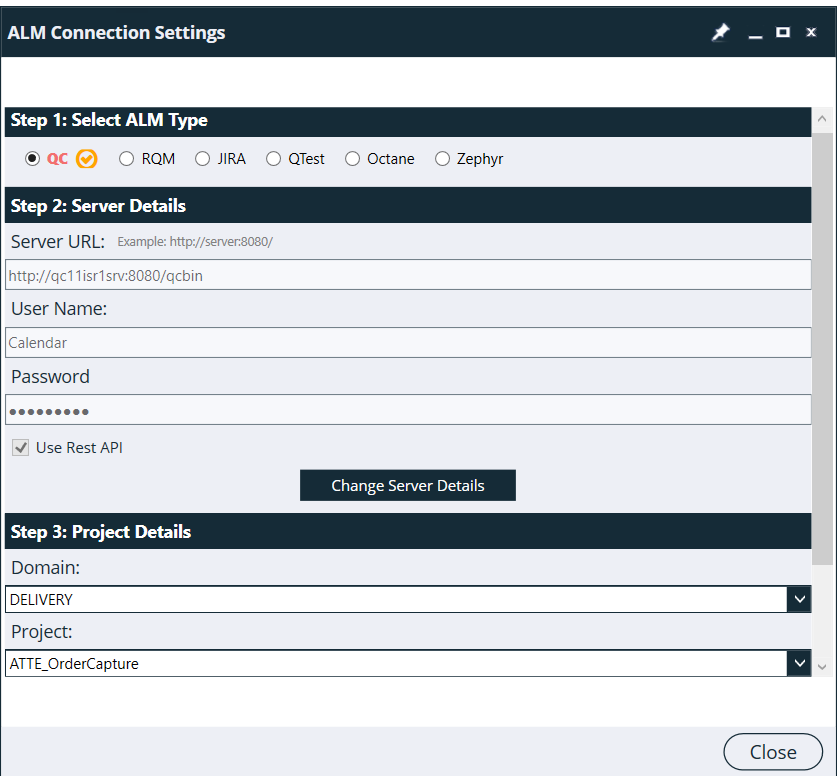 ALM Connection Settings
Step 1: Select ALM Type
QC RQM JIRA QTest Octane Zephyr
Step 2: Server Details
Server URL: Example: http://server:8080/
http://qc11isr1srv:8080/qcbin
User Name:
Calendar
Password
●●●●●●●●●
Use Rest API
Change Server Details
Step 3: Project Details
Domain:
DELIVERY
Project:
ATTE_OrderCapture
Close